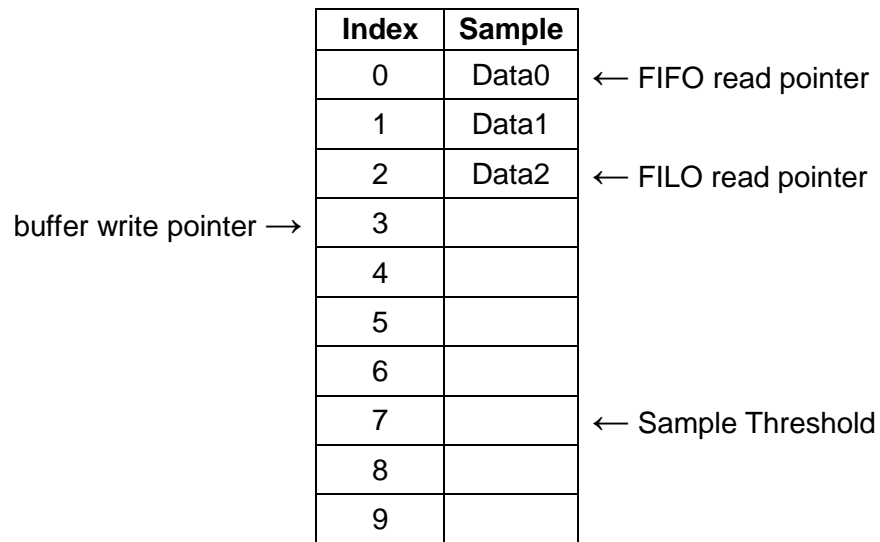 Index Sample
0 Data0 ← FIFO read pointer
1 Data1
2 Data2 ← FILO read pointer
buffer write pointer → 3
4
5
6
7 ← Sample Threshold
8
9